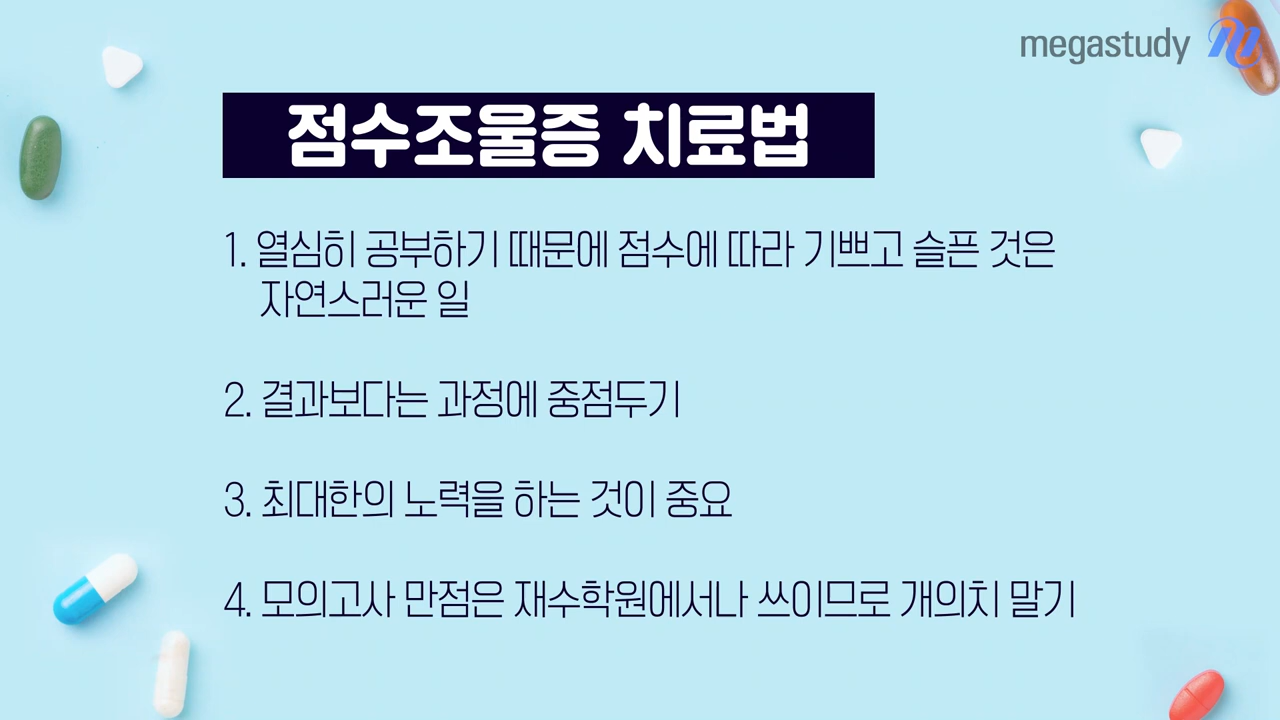 megastudy
점수조울증 치료법
1. 열심히 공부하기 때문에 점수에 따라 기쁘고 슬픈 것은
자연스러운 일
2. 결과보다는 과정에 중점두기
3. 최대한의 노력을 하는 것이 중요
4. 모의고사 만점은 재수학원에서나 쓰이므로 개의치 말기